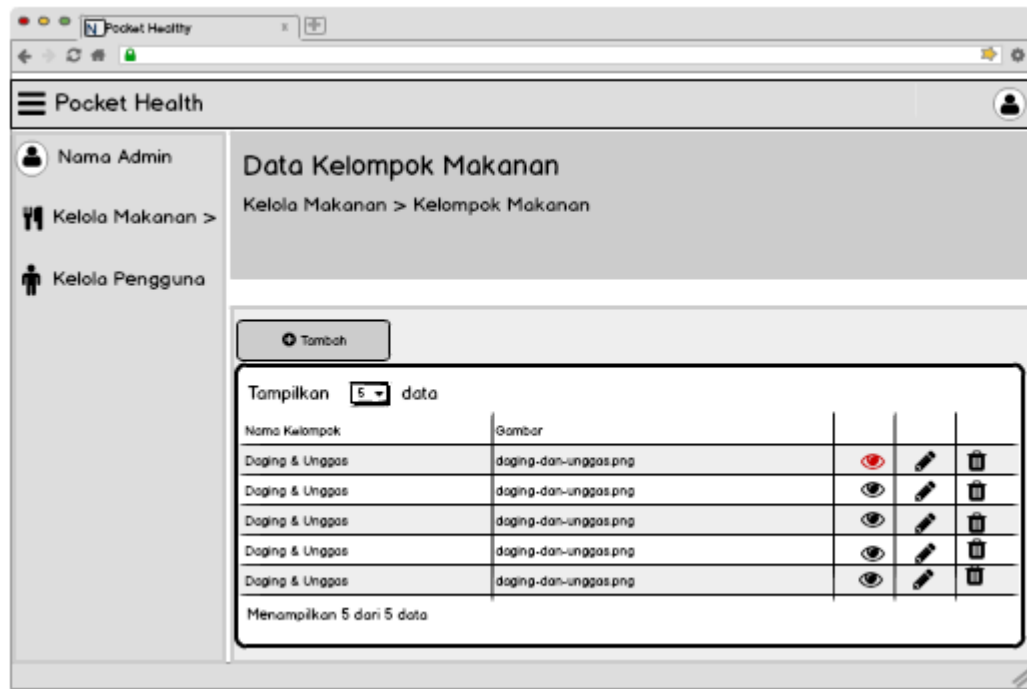 Pocket Healthy
Pocket Health
Nama Admin
Kelola Makanan >
Kelola Pengguna
Data Kelompok Makanan
Kelola Makanan > Kelompok Makanan
Tambah
Tampilkan 5 data
Nama Kelompok Gambar
Daging & Unggas daging-dan-unggas.png
Daging & Unggas daging-dan-unggas.png
Daging & Unggas daging-dan-unggas.png
Daging & Unggas daging-dan-unggas.png
Daging & Unggas daging-dan-unggas.png
Menampilkan 5 dari 5 data